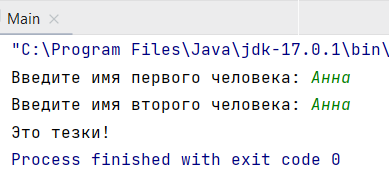 Main
"C:\Program Files\Java\jdk-17.0.1\bin\
Введите имя первого человека: Анна
Введите имя второго человека: Анна
Это тезки!
Process finished with exit code 0